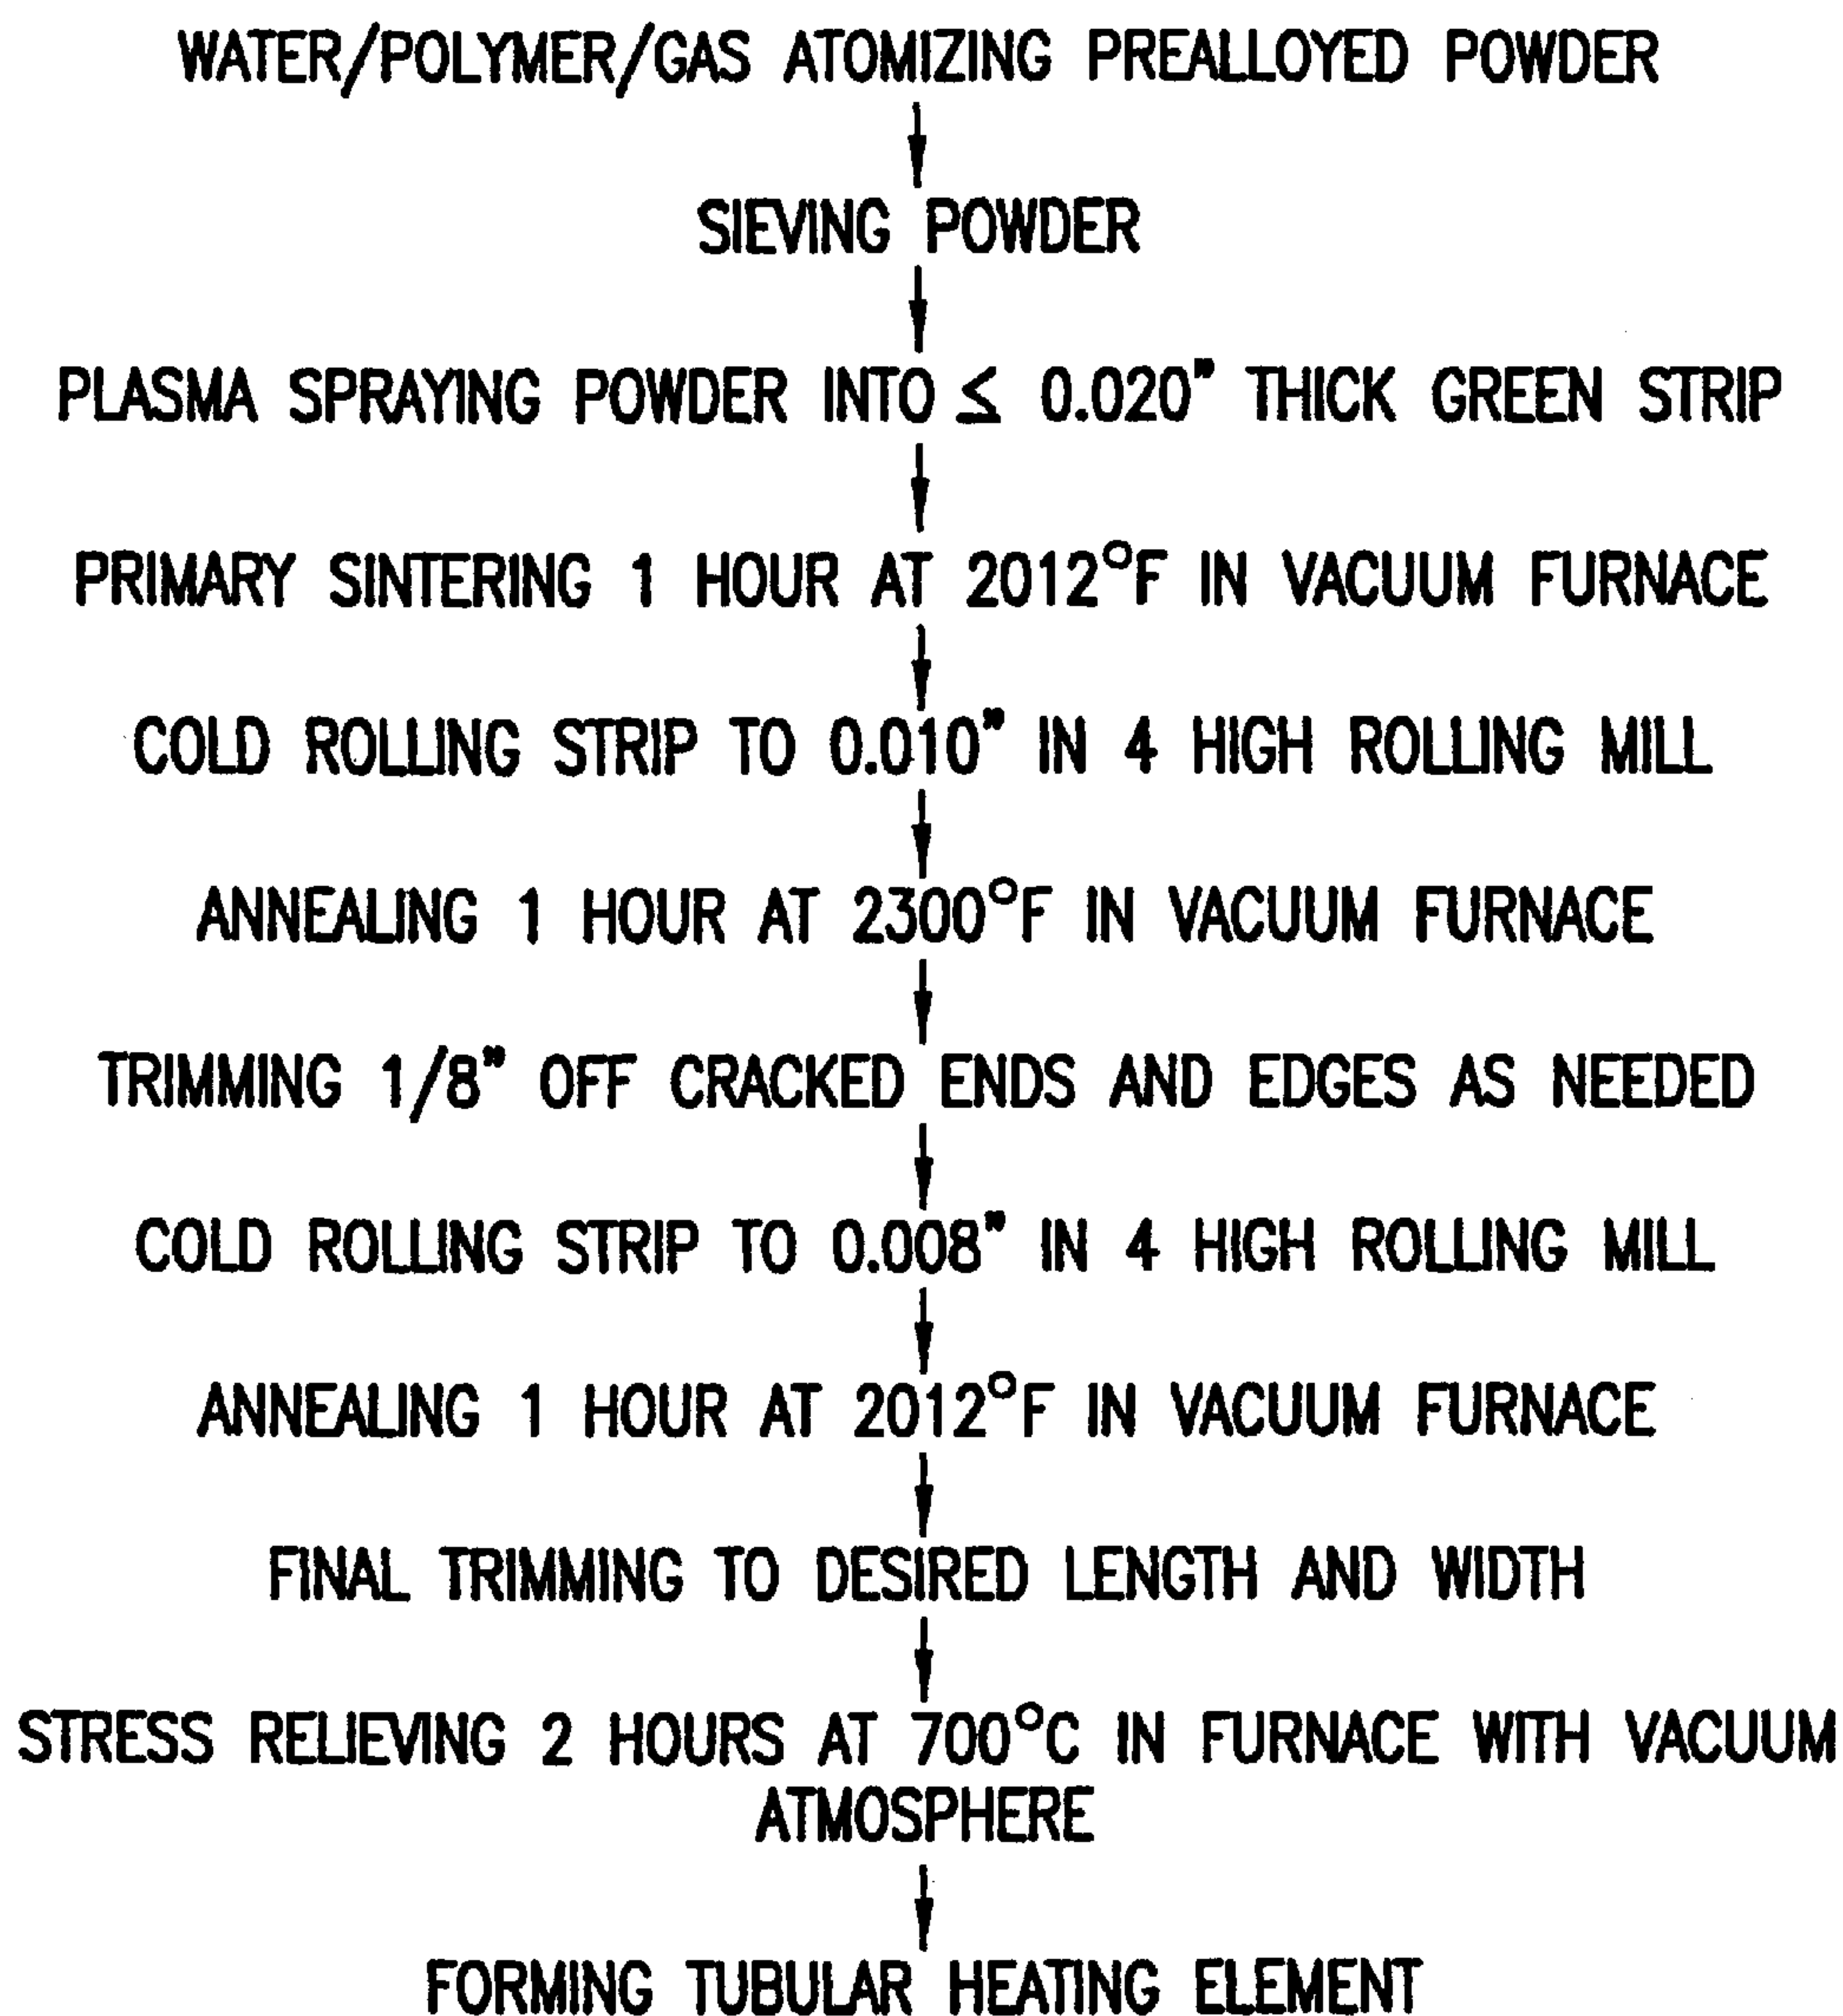 WATER/POLYMER/GAS ATOMIZING PREALLOYED POWDER
SIEVING POWDER
PLASMA SPRAYING POWDER INTO ≤ 0.020" THICK GREEN STRIP
PRIMARY SINTERING 1 HOUR AT 2012°F IN VACUUM FURNACE
COLD ROLLING STRIP TO 0.010" IN 4 HIGH ROLLING MILL
ANNEALING 1 HOUR AT 2300°F IN VACUUM FURNACE
TRIMMING 1/8" OFF CRACKED ENDS AND EDGES AS NEEDED
COLD ROLLING STRIP TO 0.008" IN 4 HIGH ROLLING MILL
ANNEALING 1 HOUR AT 2012°F IN VACUUM FURNACE
FINAL TRIMMING TO DESIRED LENGTH AND WIDTH
STRESS RELIEVING 2 HOURS AT 700°C IN FURNACE WITH VACUUM
ATMOSPHERE
FORMING TUBULAR HEATING ELEMENT